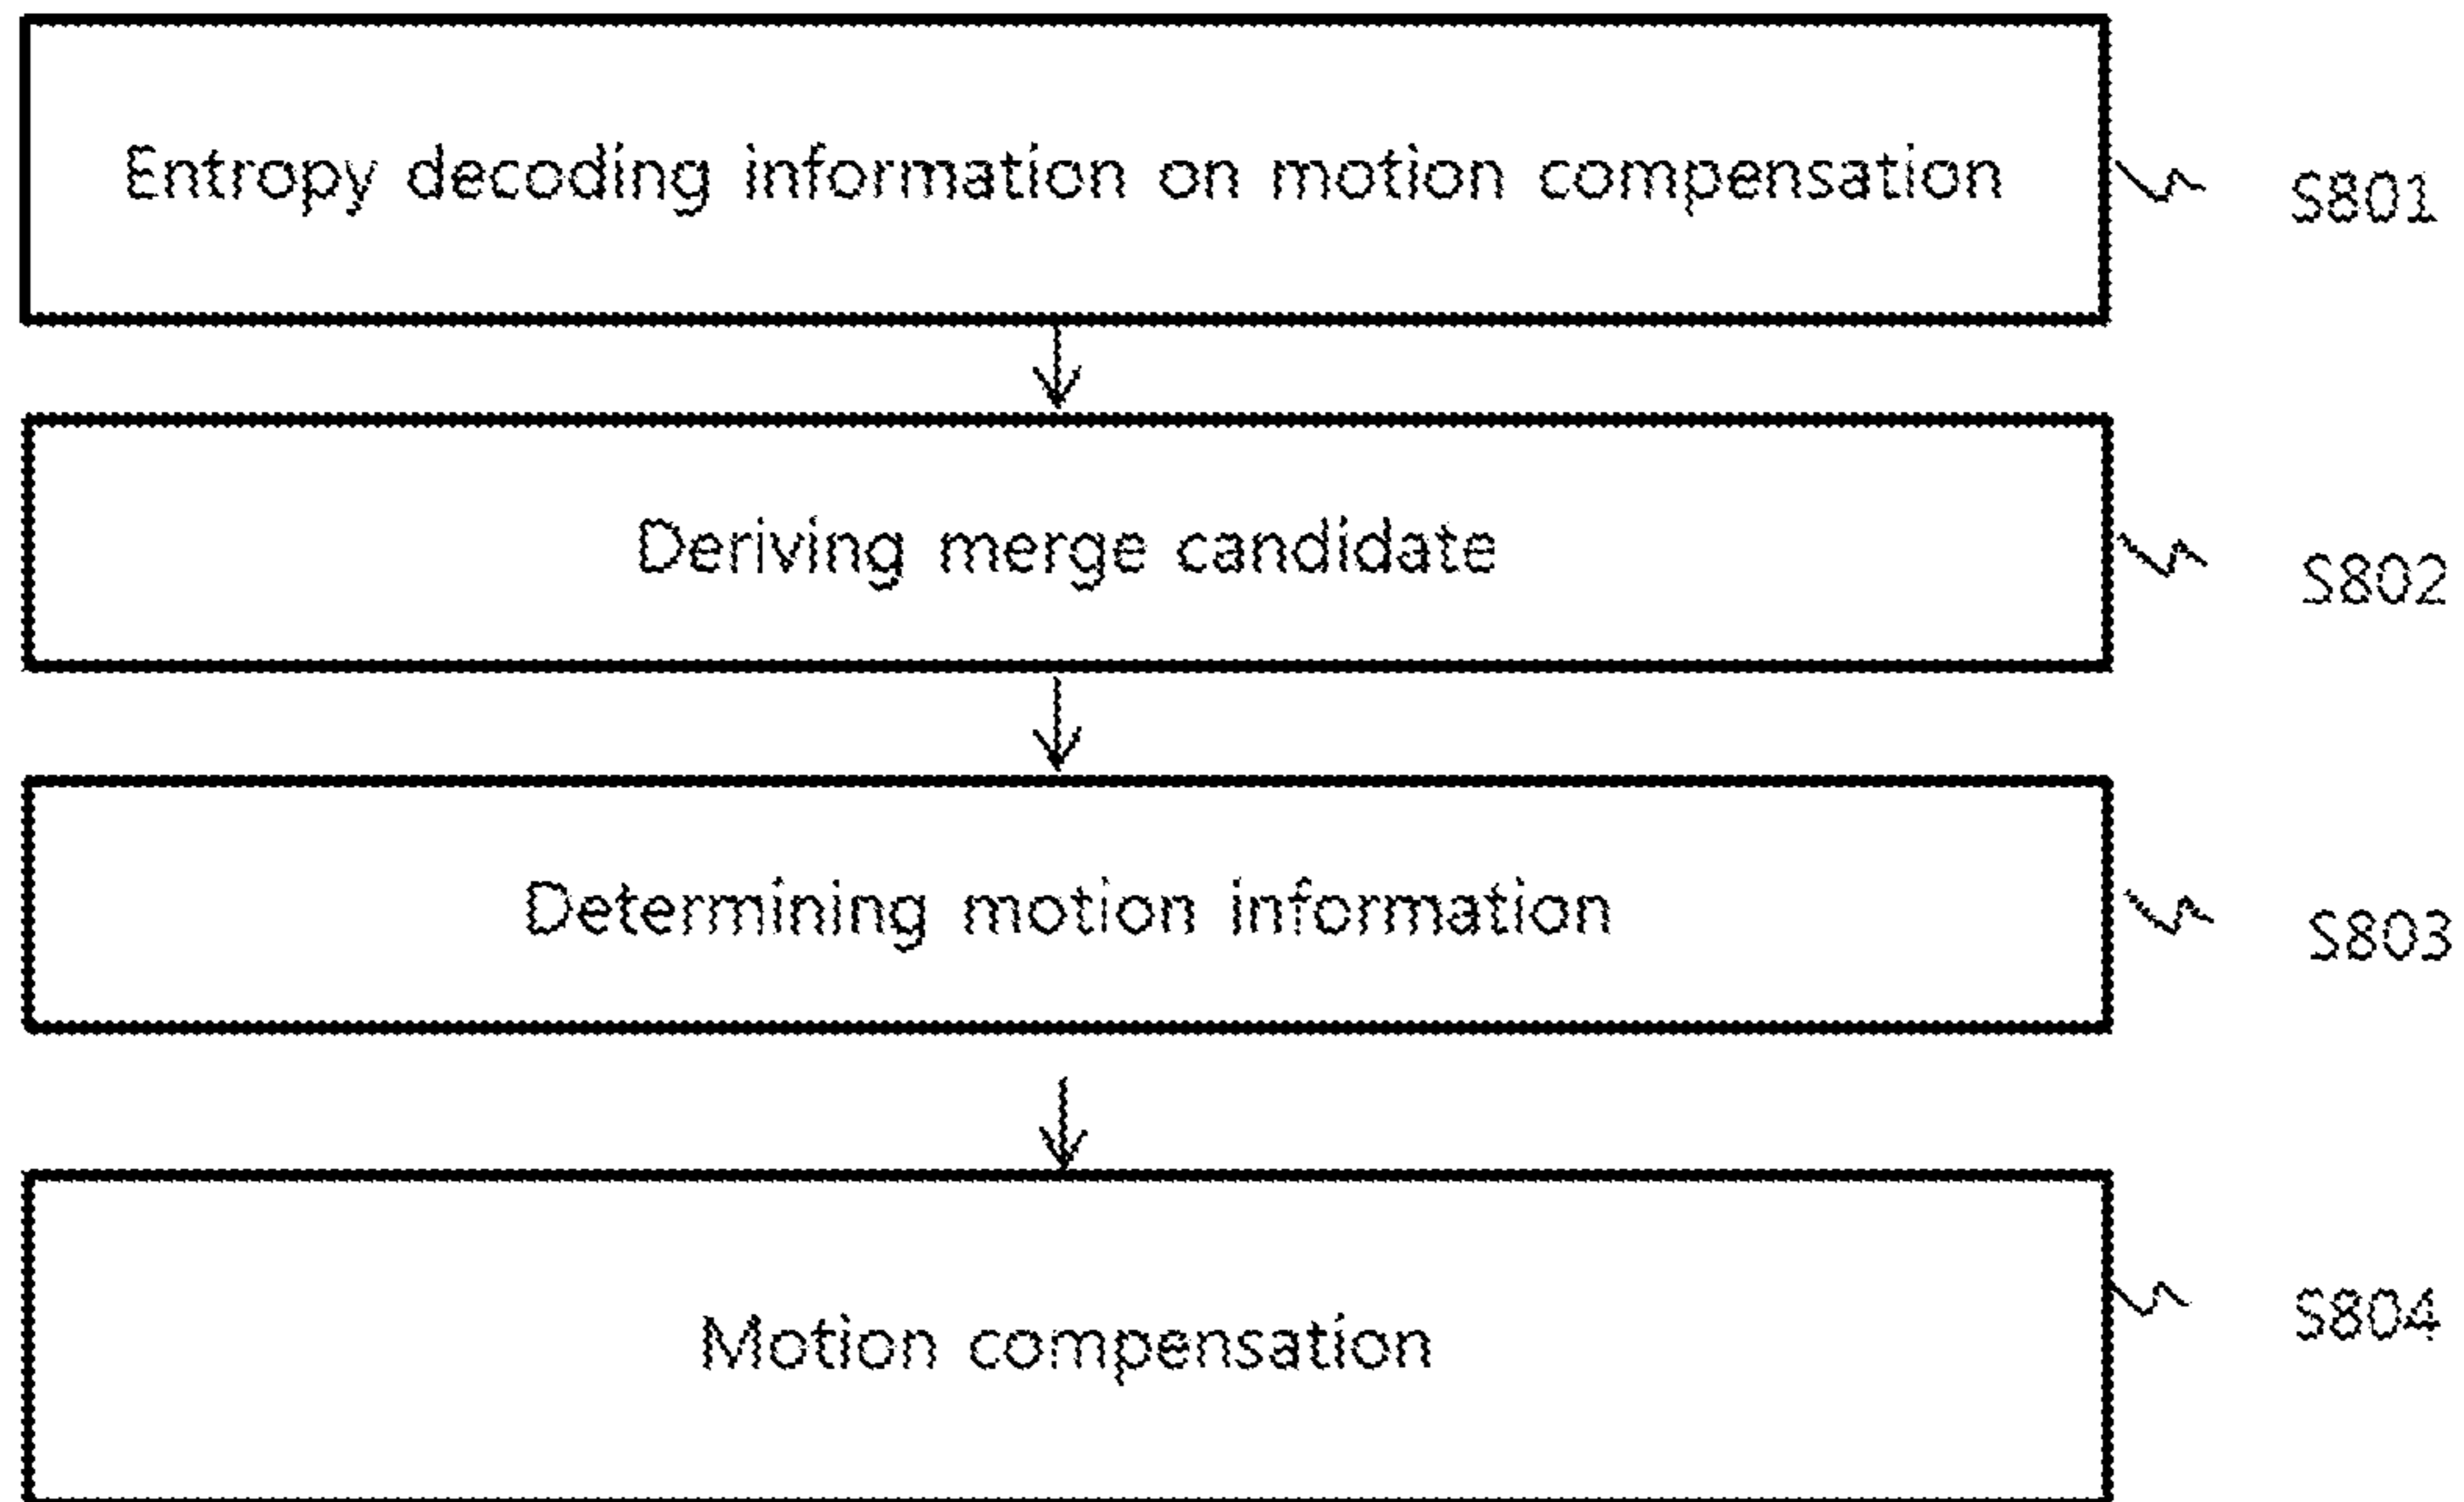 Entropy decoding information on motion compensation
S801
Deriving merge candidate
S802
Determining motion information
S803
Motion compensation
S804